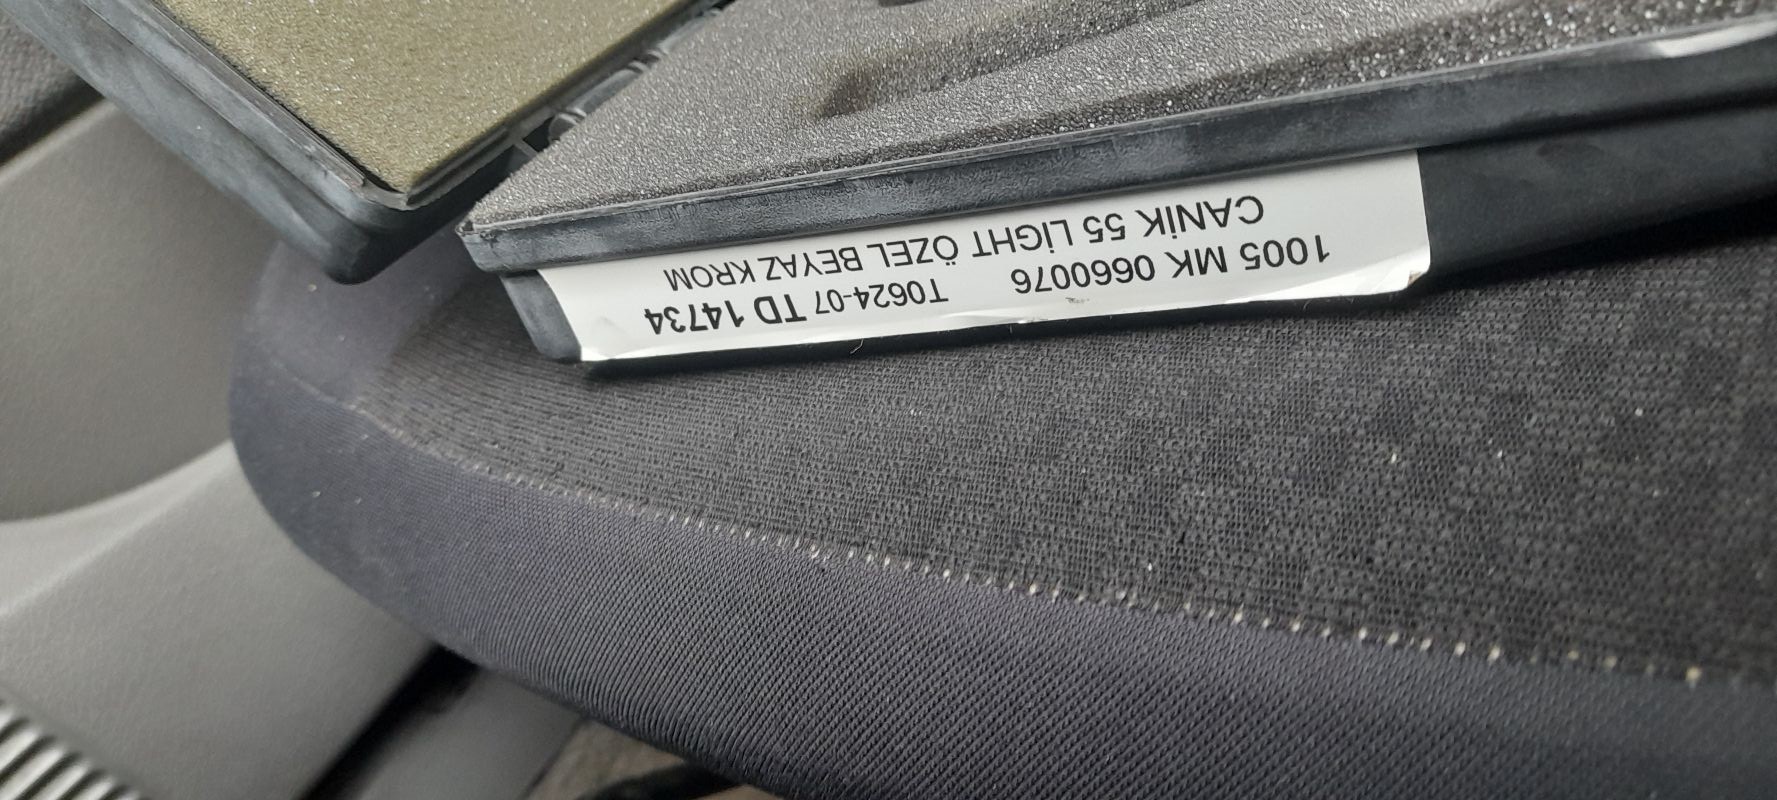 CANİK 55 LİGHT ÖZEL BEYAZ KROM
1005 MK 0660076 T0624-07 TD 14734